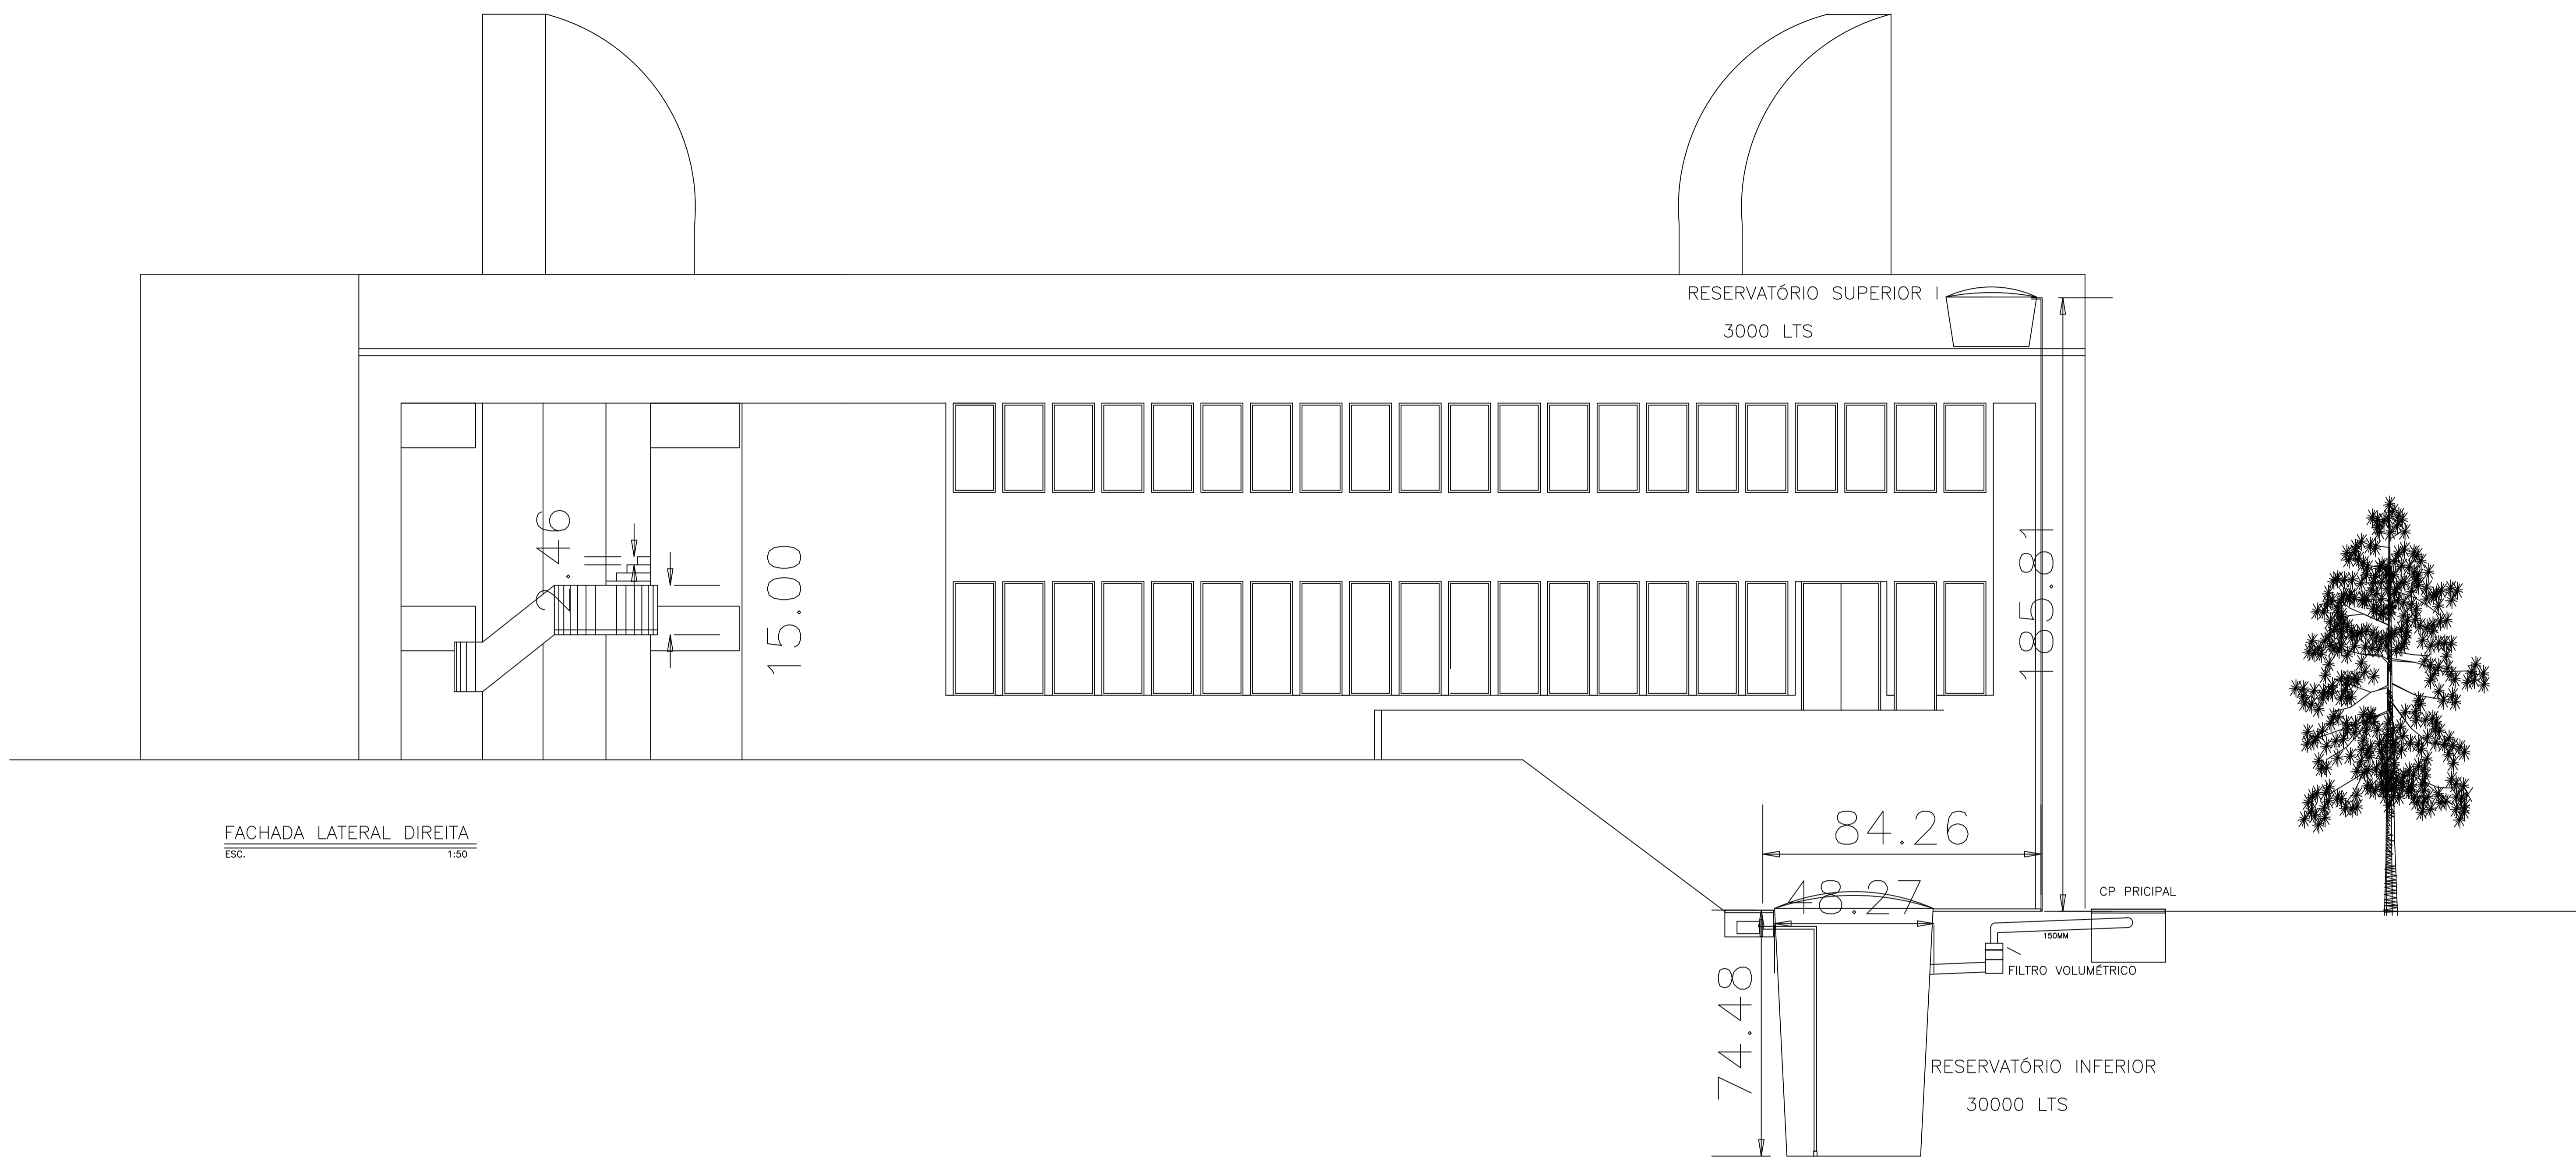 RESERVATÓRIO SUPERIOR I
3000 LTS
2.46
15.00
185.81
FACHADA LATERAL DIREITA
ESC. 1:50
84.26
48.27
CP PRICIPAL
150MM
FILTRO VOLUMÉTRICO
74.48
RESERVATÓRIO INFERIOR
30000 LTS